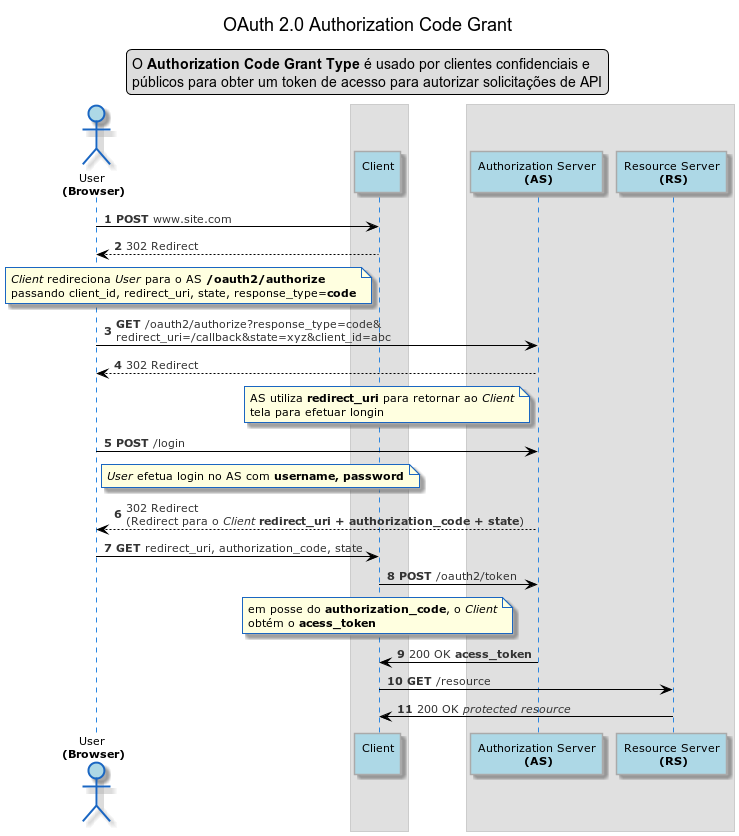 OAuth 2.0 Authorization Code Grant
O Authorization Code Grant Type é usado por clientes confidenciais e
públicos para obter um token de acesso para autorizar solicitações de API
User
(Browser)
Client
Authorization Server
(AS)
Resource Server
(RS)
1 POST www.site.com
2 302 Redirect
Client redireciona User para o AS /oauth2/authorize
passando client_id, redirect_uri, state, response_type=code
3 GET /oauth2/authorize?response_type=code&
redirect_uri=/callback&state=xyz&client_id=abc
4 302 Redirect
AS utiliza redirect_uri para retornar ao Client
tela para efetuar longin
5 POST /login
User efetua login no AS com username, password
6 302 Redirect
(Redirect para o Client redirect_uri + authorization_code + state)
7 GET redirect_uri, authorization_code, state
8 POST /oauth2/token
em posse do authorization_code, o Client
obtém o acess_token
9 200 OK acess_token
10 GET /resource
11 200 OK protected resource
User
(Browser)
Client
Authorization Server
(AS)
Resource Server
(RS)